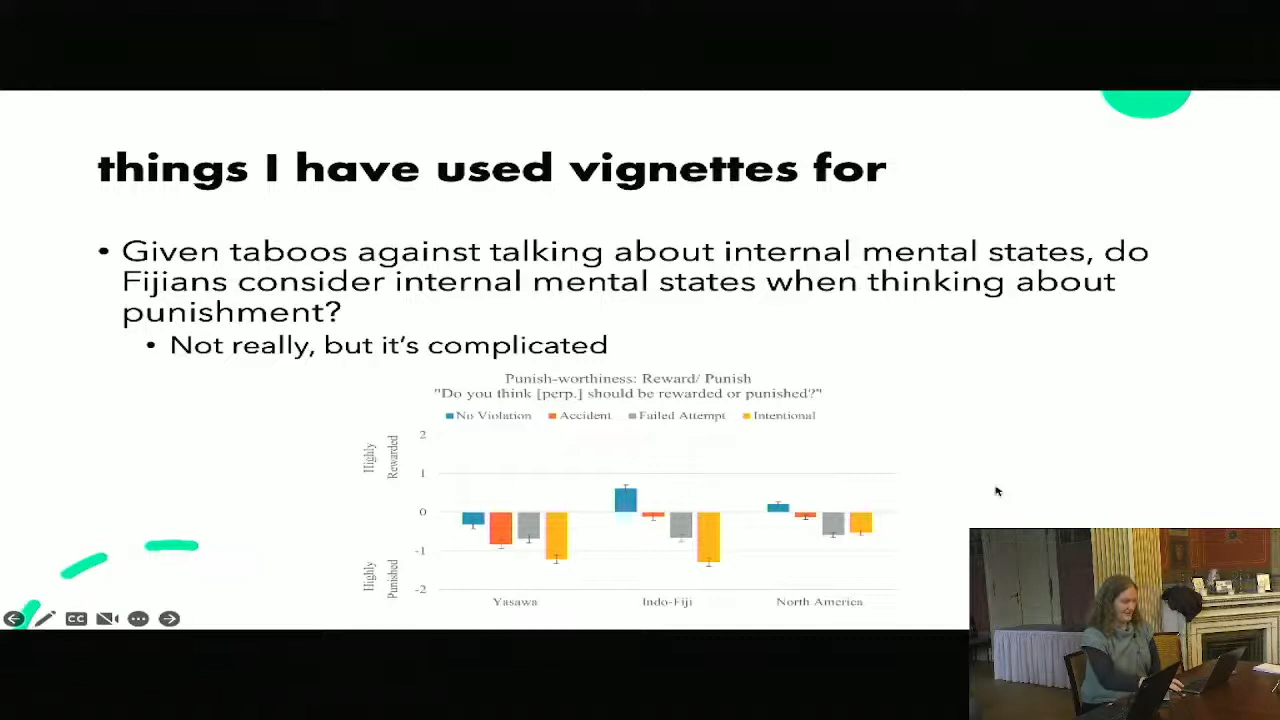 things I have used vignettes for
• Given taboos against talking about internal mental states, do
Fijians consider internal mental states when thinking about
punishment?
• Not really, but it's complicated
Punish-worthiness: Reward/ Punish
"Do you think [perp.] should be rewarded or punished?"
No Violation Accident Failed Attempt Intentional
Highly Rewarded
2
1
0
-1
-2
Highly Punished
Yasawa Indo-Fiji North America
CC